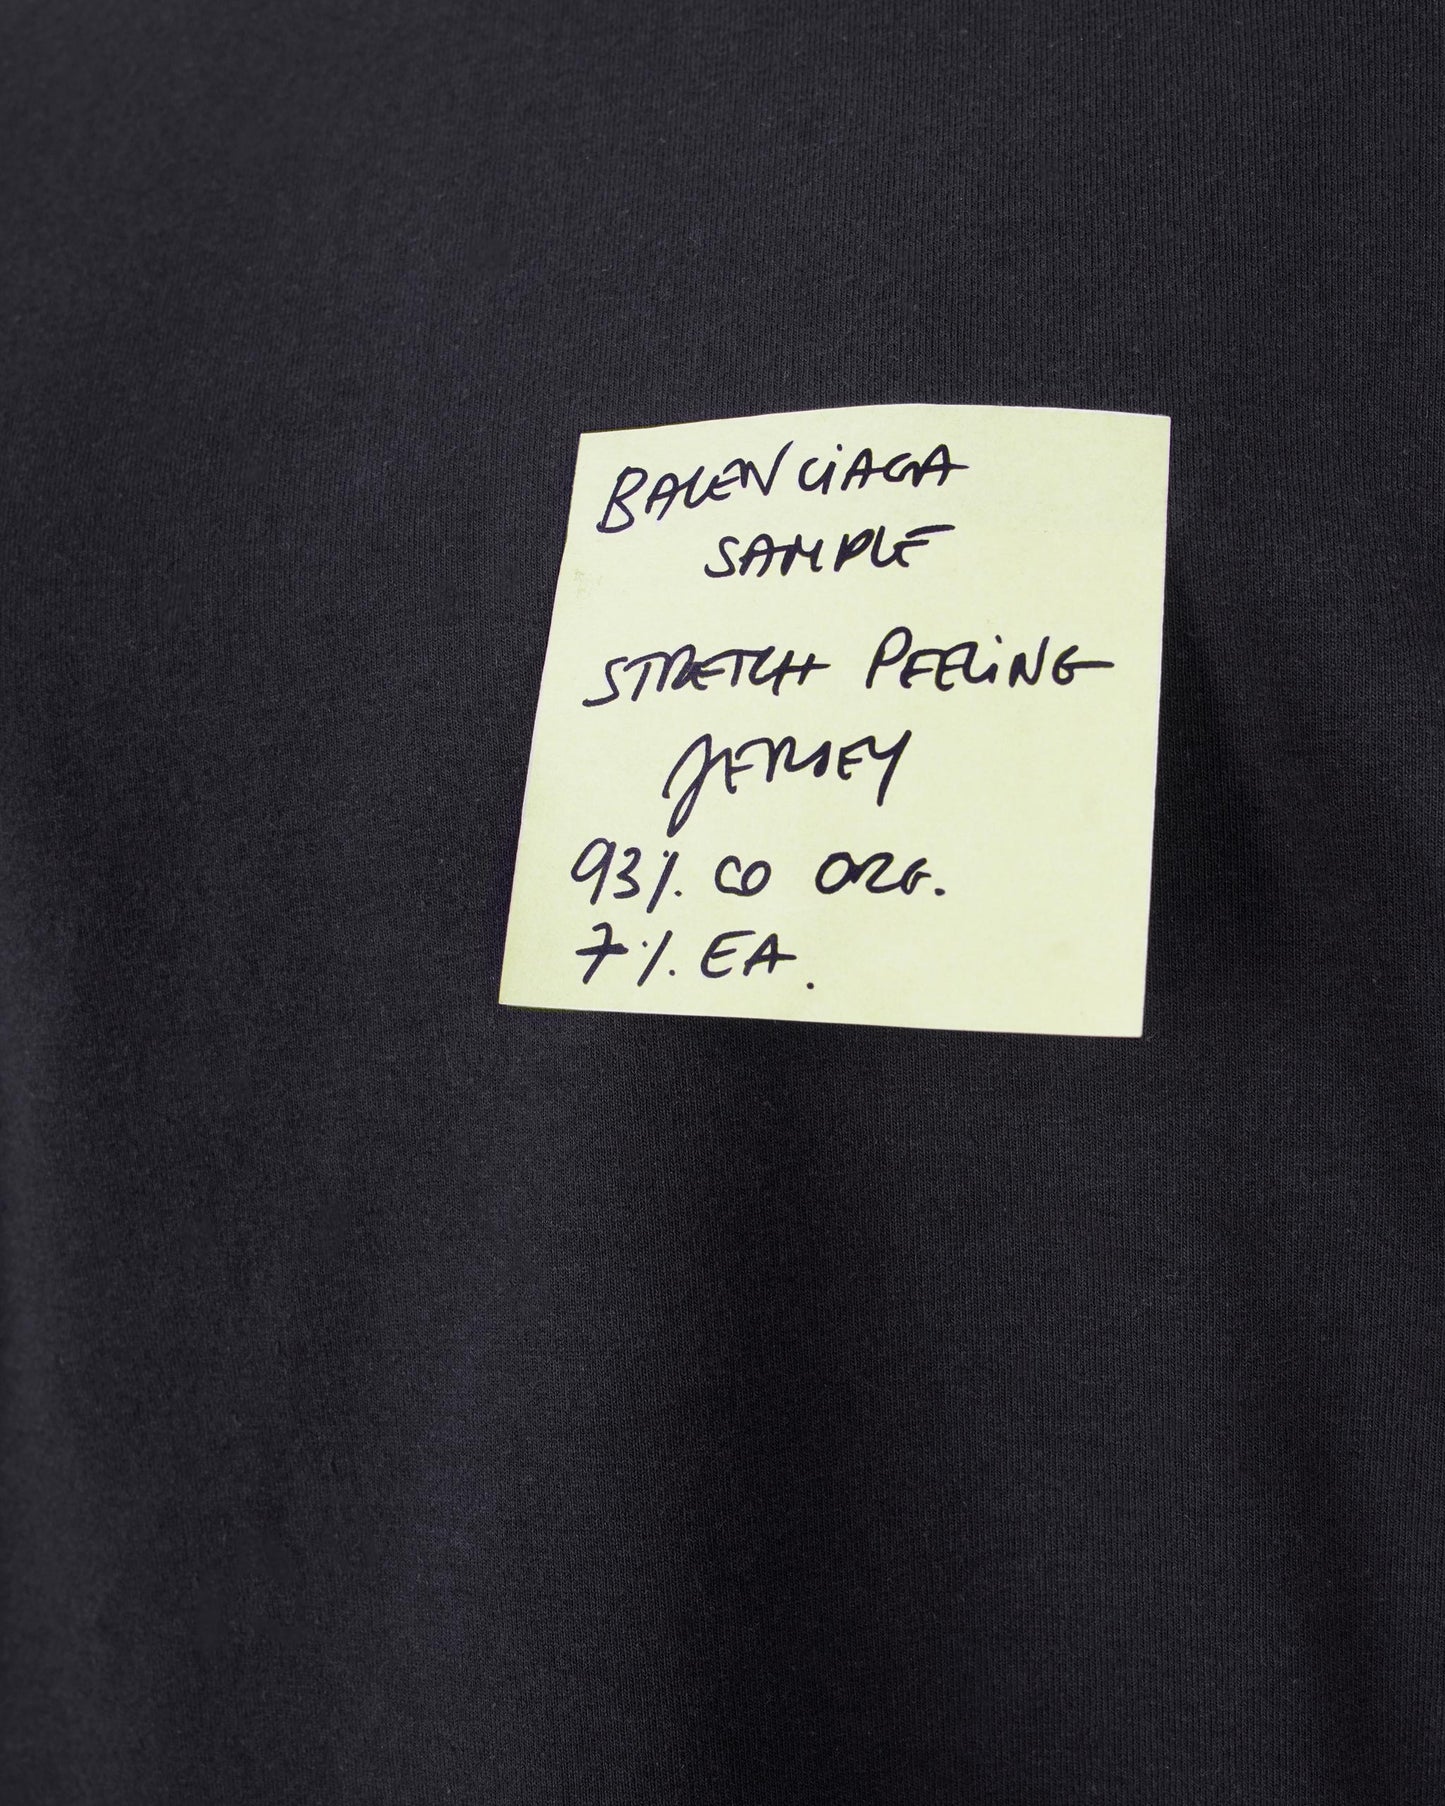 BALENCIAGA
SAMPLE
STRETCH PEELING
JERSEY
93% CO ORG.
7% EA.